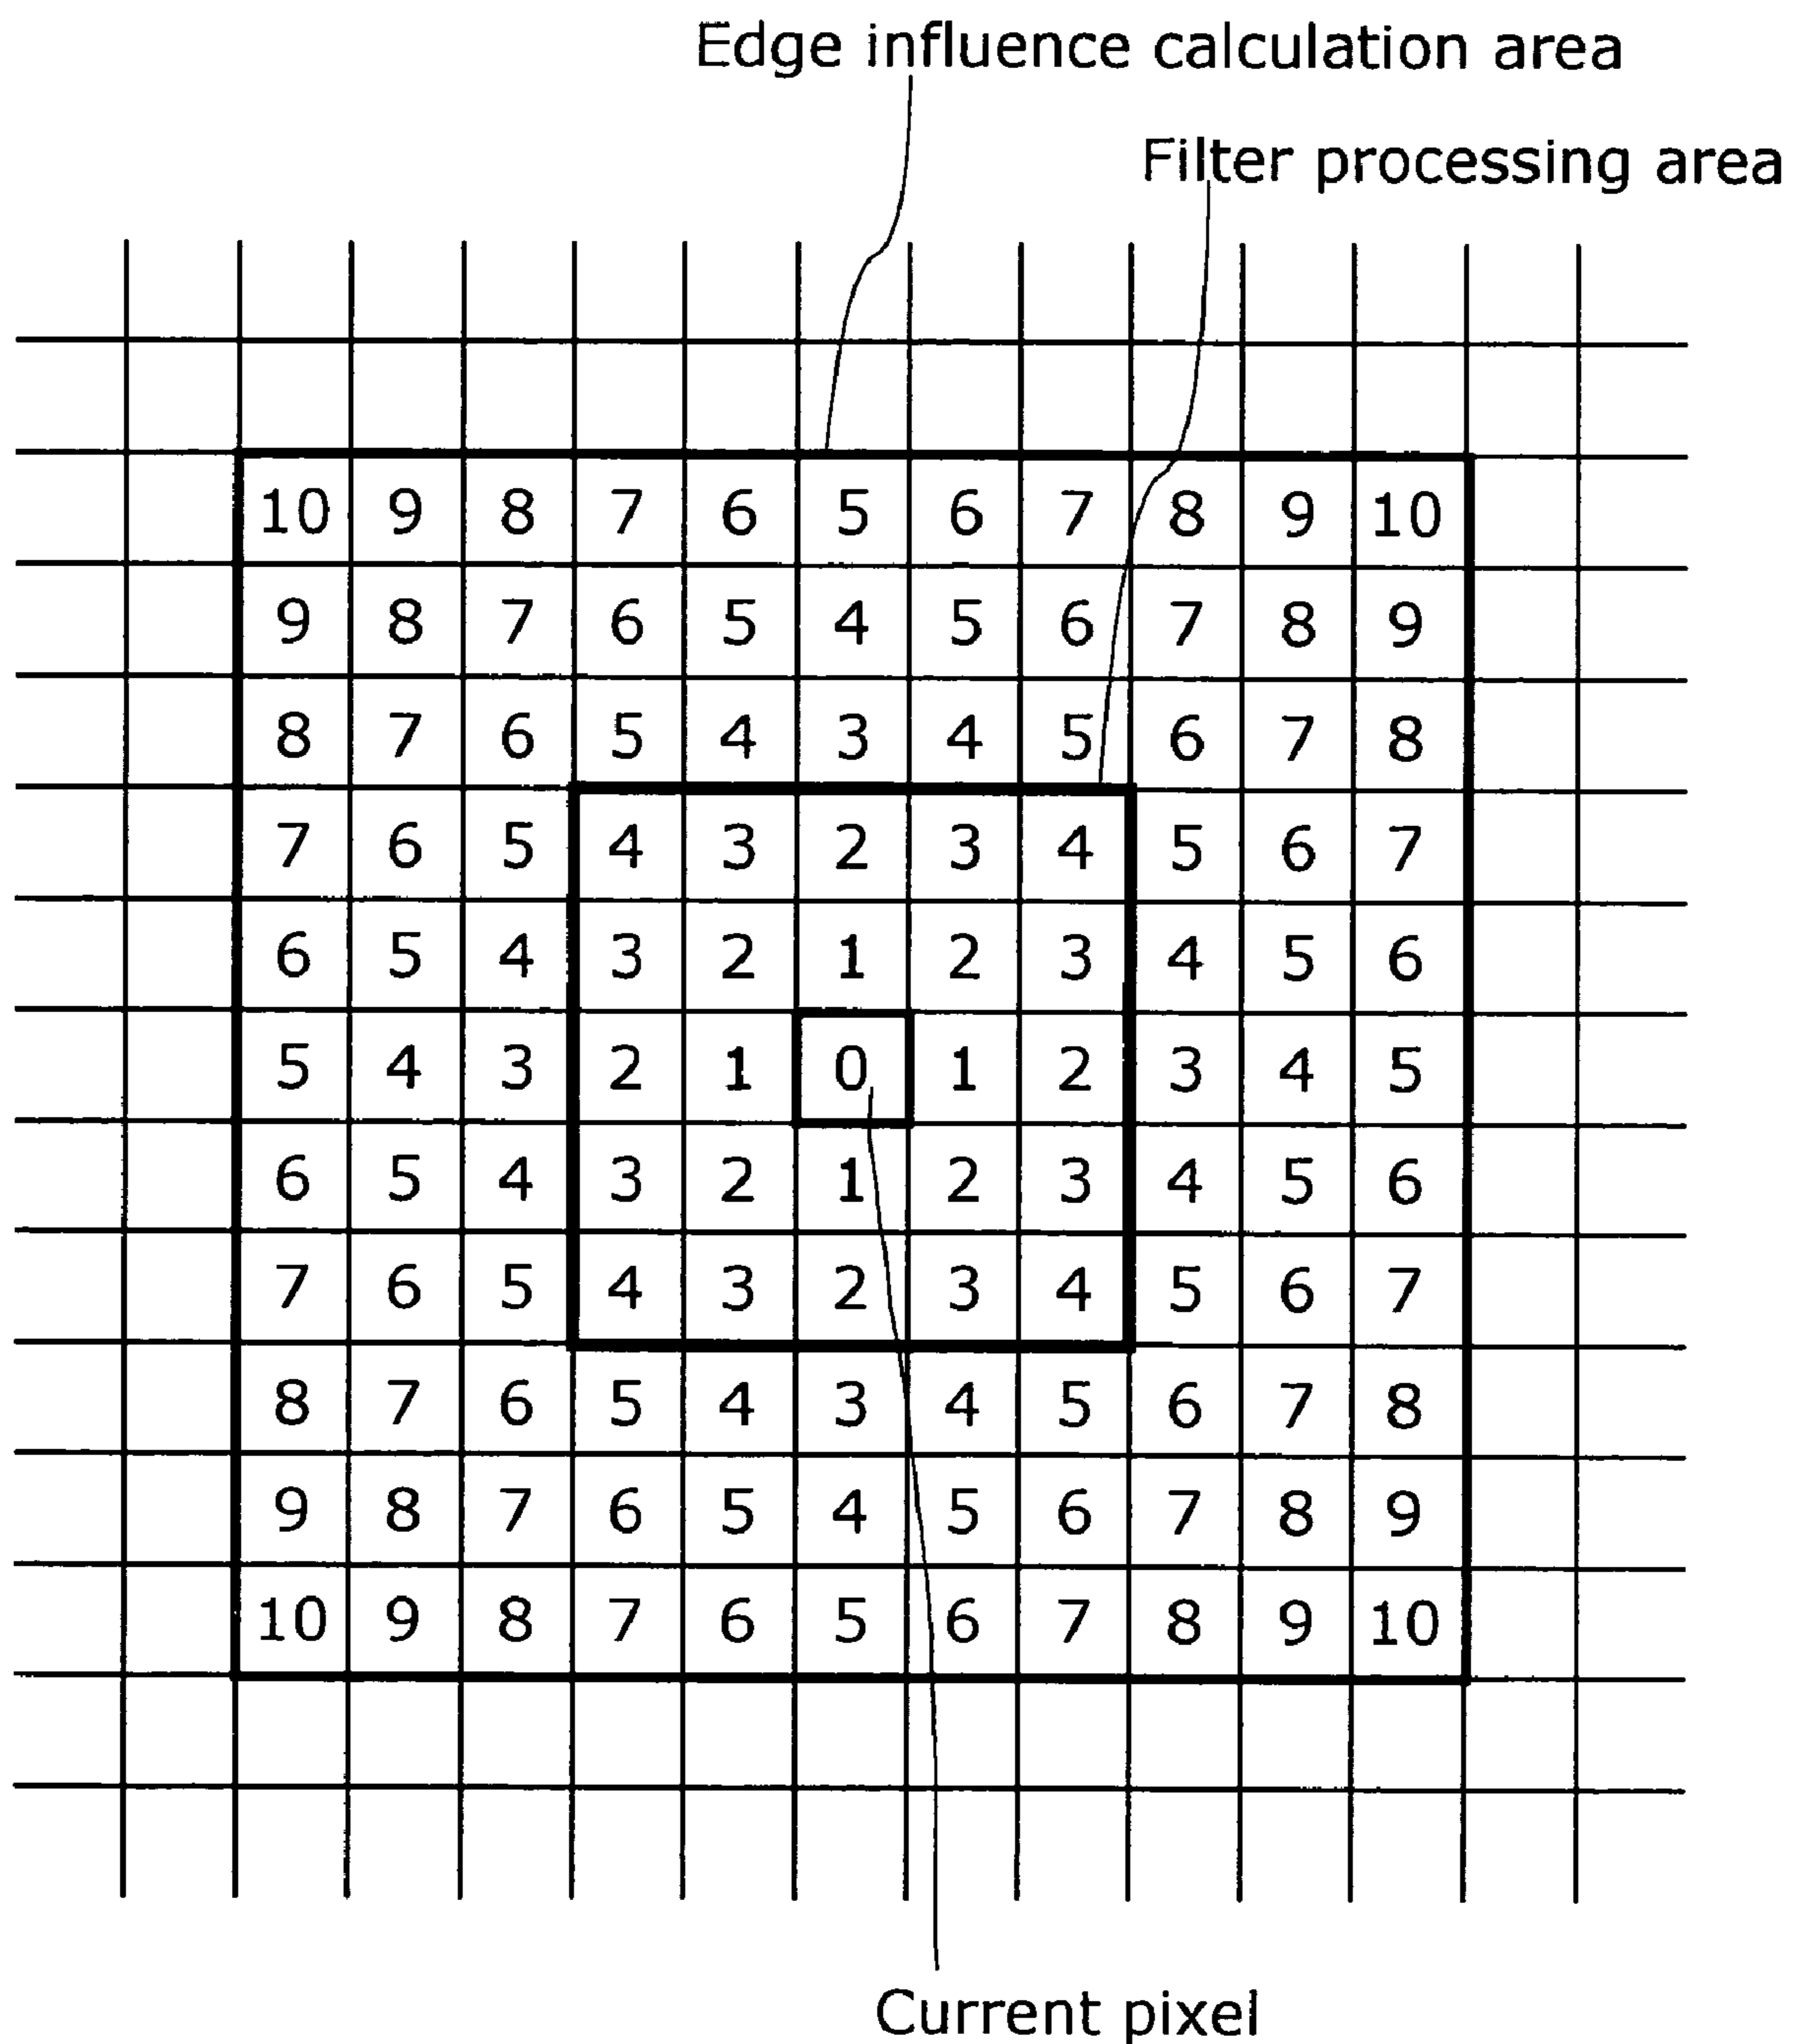 Edge influence calculation area
Filter processing area
10 9 8 7 6 5 6 7 8 9 10
9 8 7 6 5 4 5 6 7 8 9
8 7 6 5 4 3 4 5 6 7 8
7 6 5 4 3 2 3 4 5 6 7
6 5 4 3 2 1 2 3 4 5 6
5 4 3 2 1 0 1 2 3 4 5
6 5 4 3 2 1 2 3 4 5 6
7 6 5 4 3 2 3 4 5 6 7
8 7 6 5 4 3 4 5 6 7 8
9 8 7 6 5 4 5 6 7 8 9
10 9 8 7 6 5 6 7 8 9 10
Current pixel